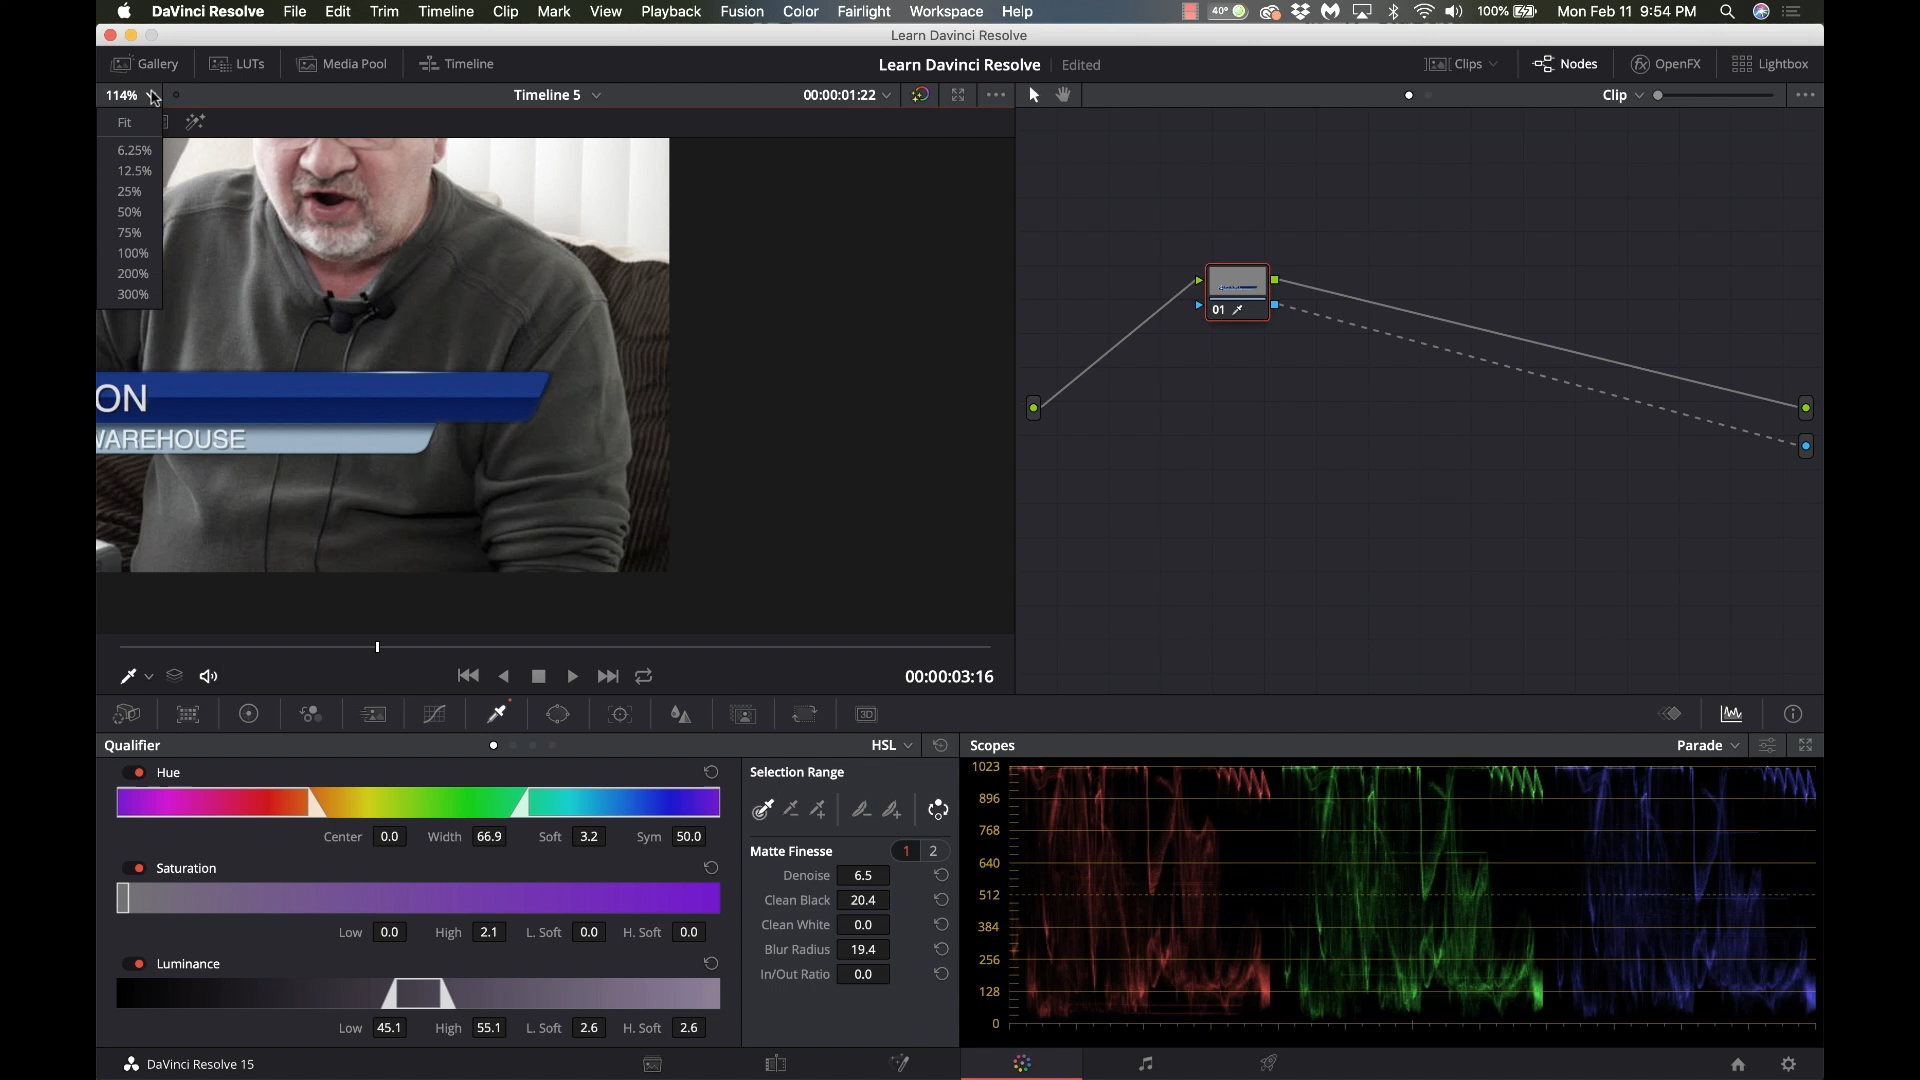 DaVinci Resolve File Edit Trim Timeline Clip Mark View Playback Fusion Color Fairlight Workspace Help 40° 100% Mon Feb 11 9:54 PM
Learn Davinci Resolve
Gallery LUTs Media Pool Timeline Learn Davinci Resolve Edited Clips Nodes OpenFX Lightbox
114% Timeline 5 00:00:01:22 Clip
Fit
6.25%
12.5%
25%
50%
75%
100%
200%
300%
01
ON
WAREHOUSE
00:00:03:16
3D
Qualifier HSL Scopes Parade
Hue
Center 0.0 Width 66.9 Soft 3.2 Sym 50.0
Saturation
Low 0.0 High 2.1 L. Soft 0.0 H. Soft 0.0
Luminance
Low 45.1 High 55.1 L. Soft 2.6 H. Soft 2.6
Selection Range
Matte Finesse 1 2
Denoise 6.5
Clean Black 20.4
Clean White 0.0
Blur Radius 19.4
In/Out Ratio 0.0
1023
896
768
640
512
384
256
128
0
DaVinci Resolve 15